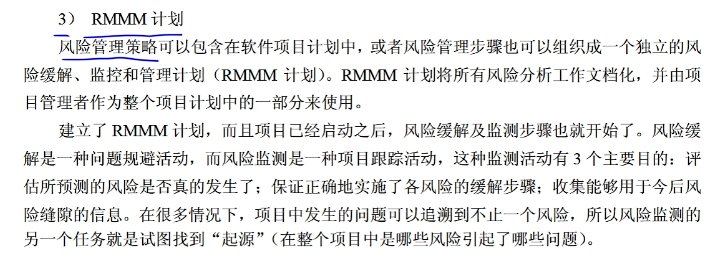 3） RMMM 计划
风险管理策略可以包含在软件项目计划中，或者风险管理步骤也可以组织成一个独立的风
险缓解、监控和管理计划（RMMM 计划）。RMMM 计划将所有风险分析工作文档化，并由项
目管理者作为整个项目计划中的一部分来使用。
建立了 RMMM 计划，而且项目已经启动之后，风险缓解及监测步骤也就开始了。风险缓
解是一种问题规避活动，而风险监测是一种项目跟踪活动，这种监测活动有 3 个主要目的：评
估所预测的风险是否真的发生了；保证正确地实施了各风险的缓解步骤；收集能够用于今后风
险缝隙的信息。在很多情况下，项目中发生的问题可以追溯到不止一个风险，所以风险监测的
另一个任务就是试图找到“起源”（在整个项目中是哪些风险引起了哪些问题）。